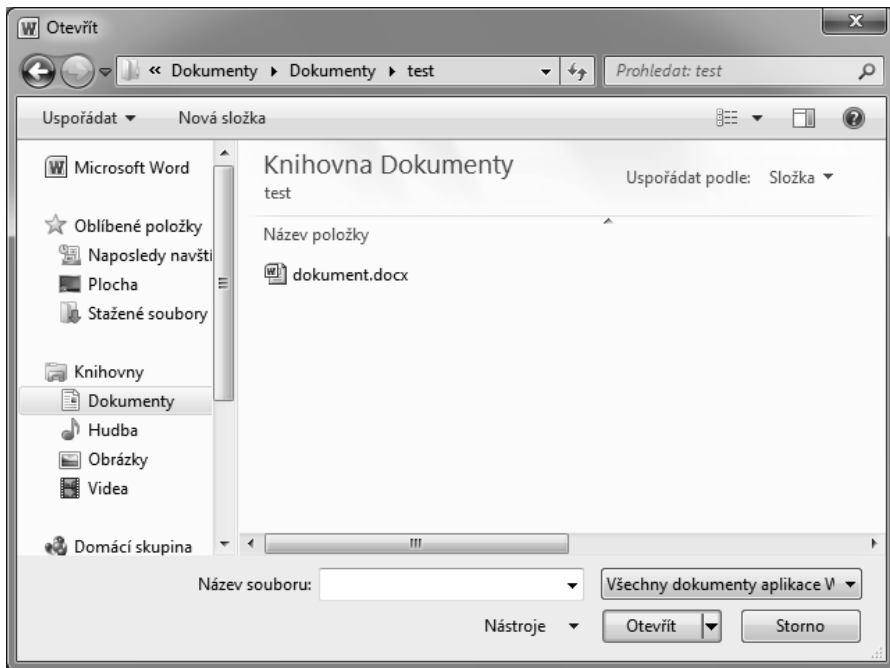 Otevřít
« Dokumenty ▸ Dokumenty ▸ test
Prohledat: test
Uspořádat
Nová složka
Microsoft Word
Oblíbené položky
Naposledy navští
Plocha
Stažené soubory
Knihovny
Dokumenty
Hudba
Obrázky
Videa
Domácí skupina
Knihovna Dokumenty
test
Uspořádat podle: Složka
Název položky
dokument.docx
Název souboru:
Všechny dokumenty aplikace W
Nástroje
Otevřít
Storno